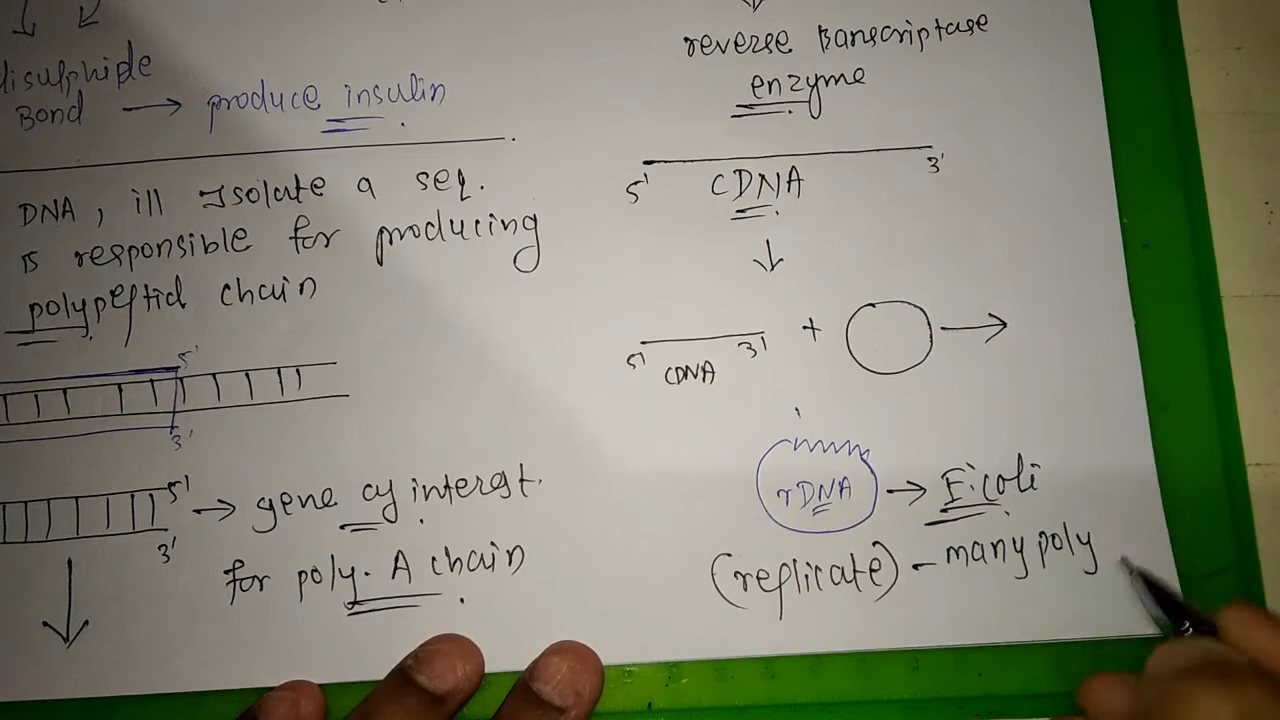 disulphide
Bond → produce insulin
DNA, ill Isolate a seq.
is responsible for producing
polypeptid chain
5'
3'
5' → gene of interest.
3'
for poly. A chain
reverse transcriptase
enzyme
5' CDNA 3'
5' 3' +
CDNA
rDNA → E.coli
(replicate) - many poly